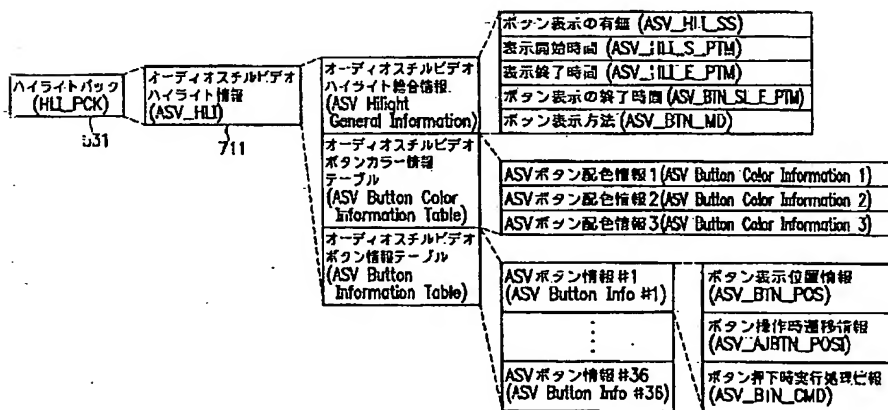 ハイライトパック
(HLI_PCK)
631
オーディオスチルビデオ
ハイライト情報
(ASV_HLI)
711
オーディオスチルビデオ
ハイライト総合情報
(ASV Hilight
General Information)
オーディオスチルビデオ
ボタンカラー情報
テーブル
(ASV Button Color
Information Table)
オーディオスチルビデオ
ボタン情報テーブル
(ASV Button
Information Table)
ボタン表示の有無 (ASV_HLI_SS)
表示開始時間 (ASV_HLI_S_PTM)
表示終了時間 (ASV_HLI_E_PTM)
ボタン表示の終了時間 (ASV_BTN_SL_E_PTM)
ボタン表示方法 (ASV_BTN_MD)
ASVボタン配色情報1(ASV Button Color Information 1)
ASVボタン配色情報2(ASV Button Color Information 2)
ASVボタン配色情報3(ASV Button Color Information 3)
ASVボタン情報#1
(ASV Button Info #1)
ASVボタン情報#36
(ASV Button Info #36)
ボタン表示位置情報
(ASV_BTN_POS)
ボタン操作時遷移情報
(ASV_AJBTN_POSI)
ボタン押下時実行処理情報
(ASV_BTN_CMD)